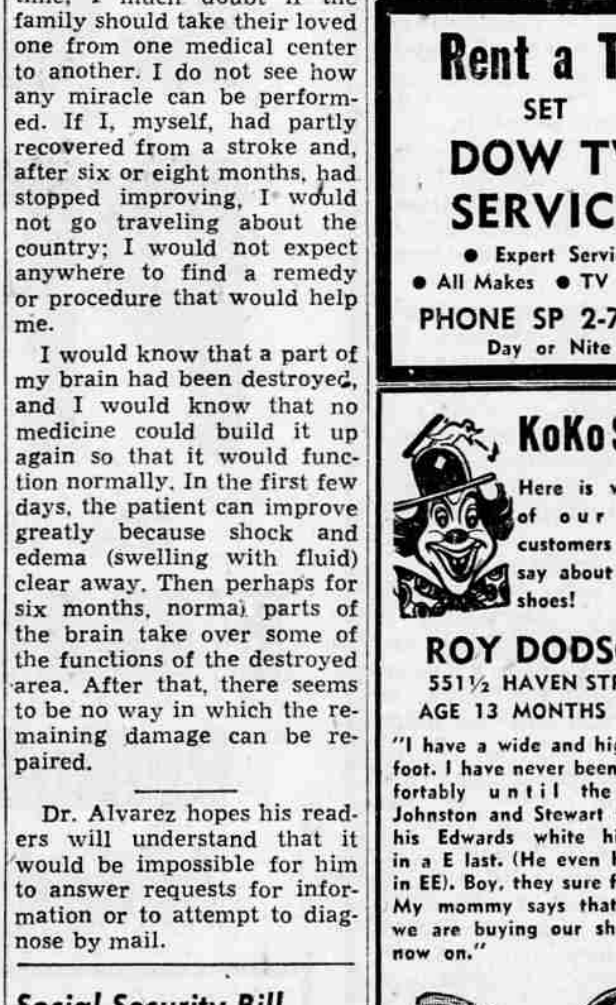 family should take their loved
one from one medical center
to another. I do not see how
any miracle can be perform-
ed. If I, myself, had partly
recovered from a stroke and,
after six or eight months, had
stopped improving, I would
not go traveling about the
country; I would not expect
anywhere to find a remedy
or procedure that would help
me.
I would know that a part of
my brain had been destroyed,
and I would know that no
medicine could build it up
again so that it would func-
tion normally. In the first few
days, the patient can improve
greatly because shock and
edema (swelling with fluid)
clear away. Then perhaps for
six months, normal parts of
the brain take over some of
the functions of the destroyed
area. After that, there seems
to be no way in which the re-
maining damage can be re-
paired.
Dr. Alvarez hopes his read-
ers will understand that it
would be impossible for him
to answer requests for infor-
mation or to attempt to diag-
nose by mail.
Social Security Bill
Rent a
SET
DOW
Expert
● All Makes ● TV
PHONE SP
Day or Nite
KoKo
Here is
of our
customers
say about
shoes!
ROY
551½ HAVEN
AGE 13 MONTHS
"I have a wide and
foot. I have never been
fortably until the
Johnston and Stewart
his Edwards white
in a E last. (He even
in EE). Boy, they sure
My mommy says that
we are buying our
now on."